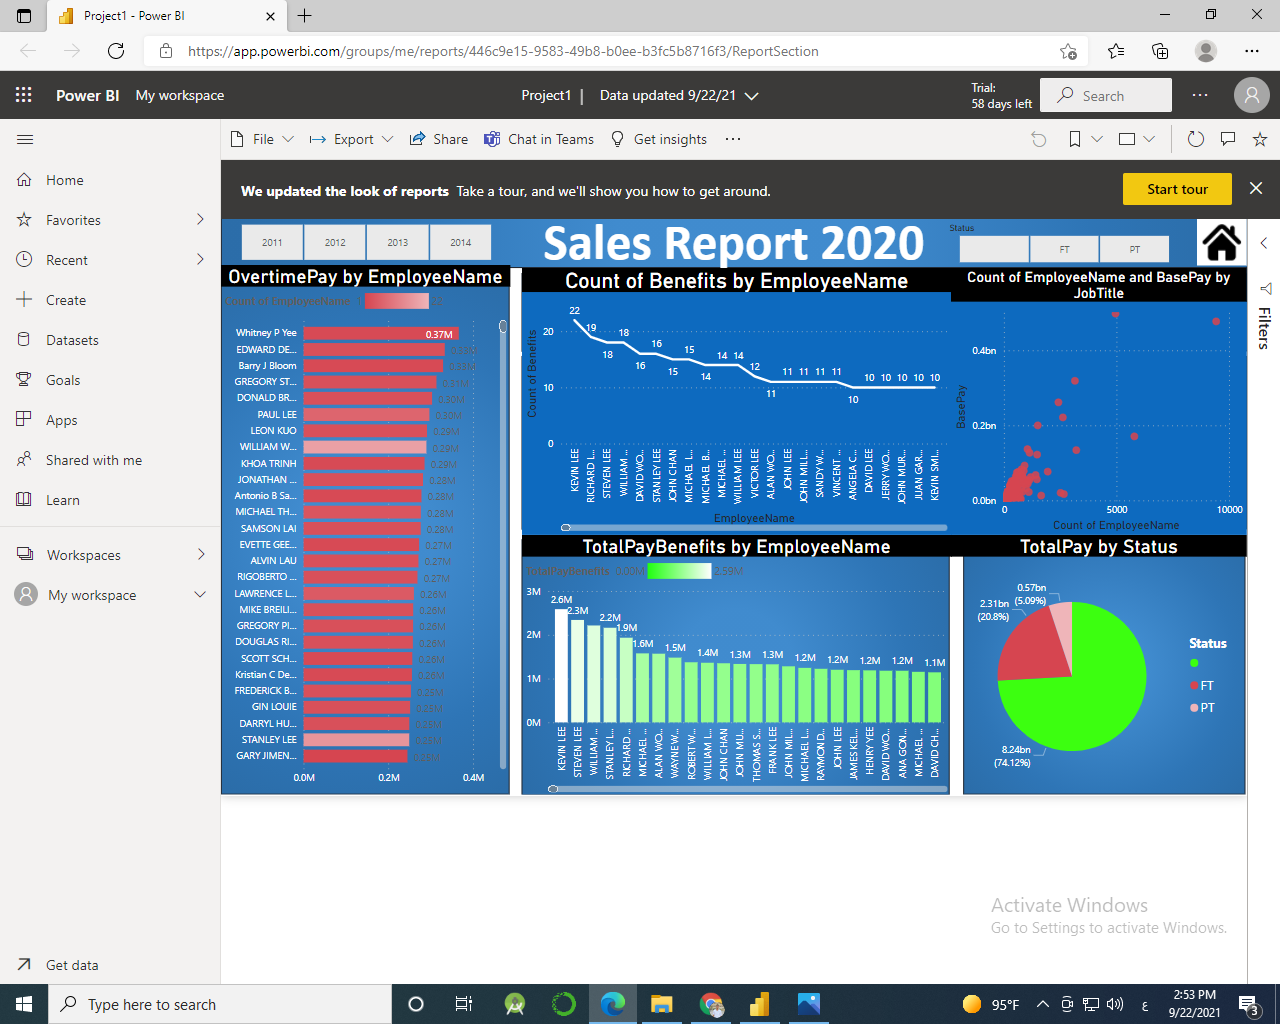 Project1 - Power BI
https://app.powerbi.com/groups/me/reports/446c9e15-9583-49b8-b0ee-b3fc5b8716f3/ReportSection
Power BI My workspace
Project1 | Data updated 9/22/21
Trial:
58 days left
Search
File
Export
Share
Chat in Teams
Get insights
Home
Favorites
Recent
Create
Datasets
Goals
Apps
Shared with me
Learn
Workspaces
My workspace
Get data
We updated the look of reports Take a tour, and we'll show you how to get around.
Start tour
2011 2012 2013 2014
Sales Report 2020
Status
FT PT
Filters
OvertimePay by EmployeeName
Count of EmployeeName
Whitney P Yee 0.37M
EDWARD DE...
Barry J Bloom 0.33M
GREGORY ST... 0.31M
DONALD BR... 0.30M
PAUL LEE 0.30M
LEON KUO 0.29M
WILLIAM W... 0.29M
KHOA TRINH 0.29M
JONATHAN ... 0.28M
Antonio B Sa... 0.28M
MICHAEL TH... 0.28M
SAMSON LAI 0.28M
EVETTE GEE... 0.27M
ALVIN LAU 0.27M
RIGOBERTO ... 0.27M
LAWRENCE L... 0.26M
MIKE BREILI... 0.26M
GREGORY PI... 0.26M
DOUGLAS RI... 0.26M
SCOTT SCH... 0.26M
Kristian C De... 0.26M
FREDERICK B... 0.25M
GIN LOUIE 0.25M
DARRYL HU... 0.25M
STANLEY LEE 0.25M
GARY JIMEN... 0.25M
0.0M 0.2M 0.4M
Count of Benefits by EmployeeName
Count of Benefits
20
10
0
22 19 18 18 16 16 15 15 14 14 14 12 11 11 11 11 11 10 10 10 10 10 10
KEVIN LEE
RICHARD L...
STEVEN LEE
WILLIAM ...
DAVID WO...
STANLEY LEE
JOHN CHAN
MICHAEL L...
MICHAEL B...
MICHAEL ...
WILLIAM LEE
VICTOR LEE
ALAN WO...
JOHN LEE
JOHN MILL...
SANDY W...
VINCENT ...
ANGELA C...
DAVID LEE
JERRY WO...
JOHN MUR...
JUAN GAR...
KEVIN SMI...
EmployeeName
Count of EmployeeName and BasePay by
JobTitle
BasePay
0.4bn
0.2bn
0.0bn
0 5000 10000
Count of EmployeeName
TotalPayBenefits by EmployeeName
TotalPayBenefits 0.00M 2.59M
3M
2M
1M
0M
2.6M 2.3M 2.2M 1.9M 1.6M 1.5M 1.4M 1.3M 1.3M 1.2M 1.2M 1.2M 1.2M 1.1M
KEVIN LEE
STEVEN LEE
WILLIAM ...
STANLEY L...
RICHARD ...
MICHAEL ...
ALAN WO...
WAYNE W...
ROBERT W...
WILLIAM L...
JOHN CHAN
JOHN MU...
THOMAS S...
FRANK LEE
JOHN MIL...
MICHAEL L...
RAYMOND...
JOHN LEE
JAMES KEL...
HENRY YEE
DAVID WO...
ANA GON...
MICHAEL ...
DAVID CH...
TotalPay by Status
0.57bn
(5.09%)
2.31bn
(20.8%)
8.24bn
(74.12%)
Status
FT
PT
Activate Windows
Go to Settings to activate Windows.
Type here to search
95°F
ع
2:53 PM
9/22/2021
3